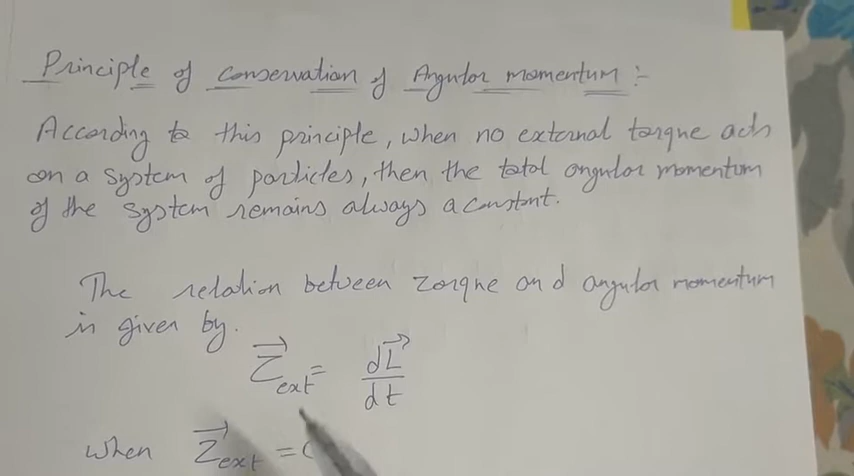 Principle of conservation of Angular momentum :-
According to this principle, when no external torque acts
on a system of particles, then the total angular momentum
of the system remains always a constant.
The relation between torque and angular momentum
is given by.
τ⃗ext = dL⃗/dt
when τ⃗ext =